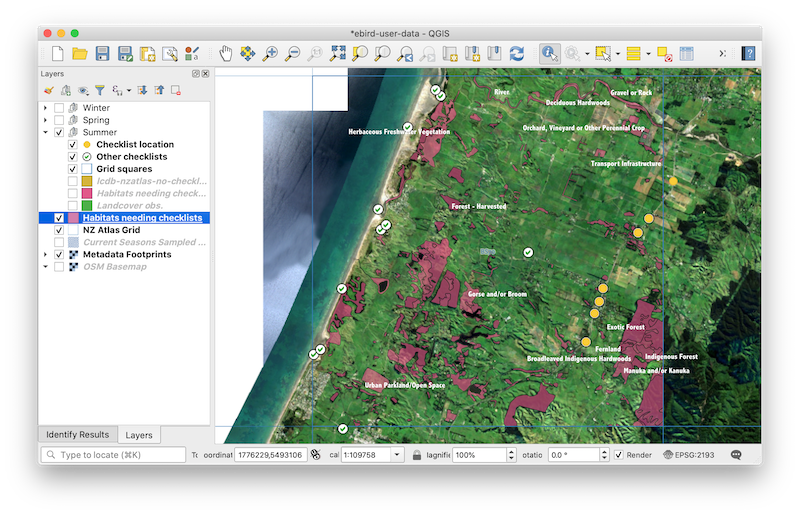 *ebird-user-data - QGIS
Layers
Winter
Spring
Summer
Checklist location
Other checklists
Grid squares
lcdb-nzatlas-no-checkl...
Habitats needing check...
Landcover obs.
Habitats needing checklists
NZ Atlas Grid
Current Seasons Sampled ...
Metadata Footprints
OSM Basemap
River
Gravel or Rock
Deciduous Hardwoods
Herbaceous Freshwater Vegetation
Orchard, Vineyard or Other Perennial Crop
Transport Infrastructure
Forest - Harvested
Gorse and/or Broom
Exotic Forest
Fernland
Broadleaved Indigenous Hardwoods
Indigenous Forest
Manuka and/or Kanuka
Urban Parkland/Open Space
Identify Results Layers
Type to locate (⌘K) oordinat 1776229,5493106 cal 1:109758 lagnifi 100% otatic 0.0 ° Render EPSG:2193